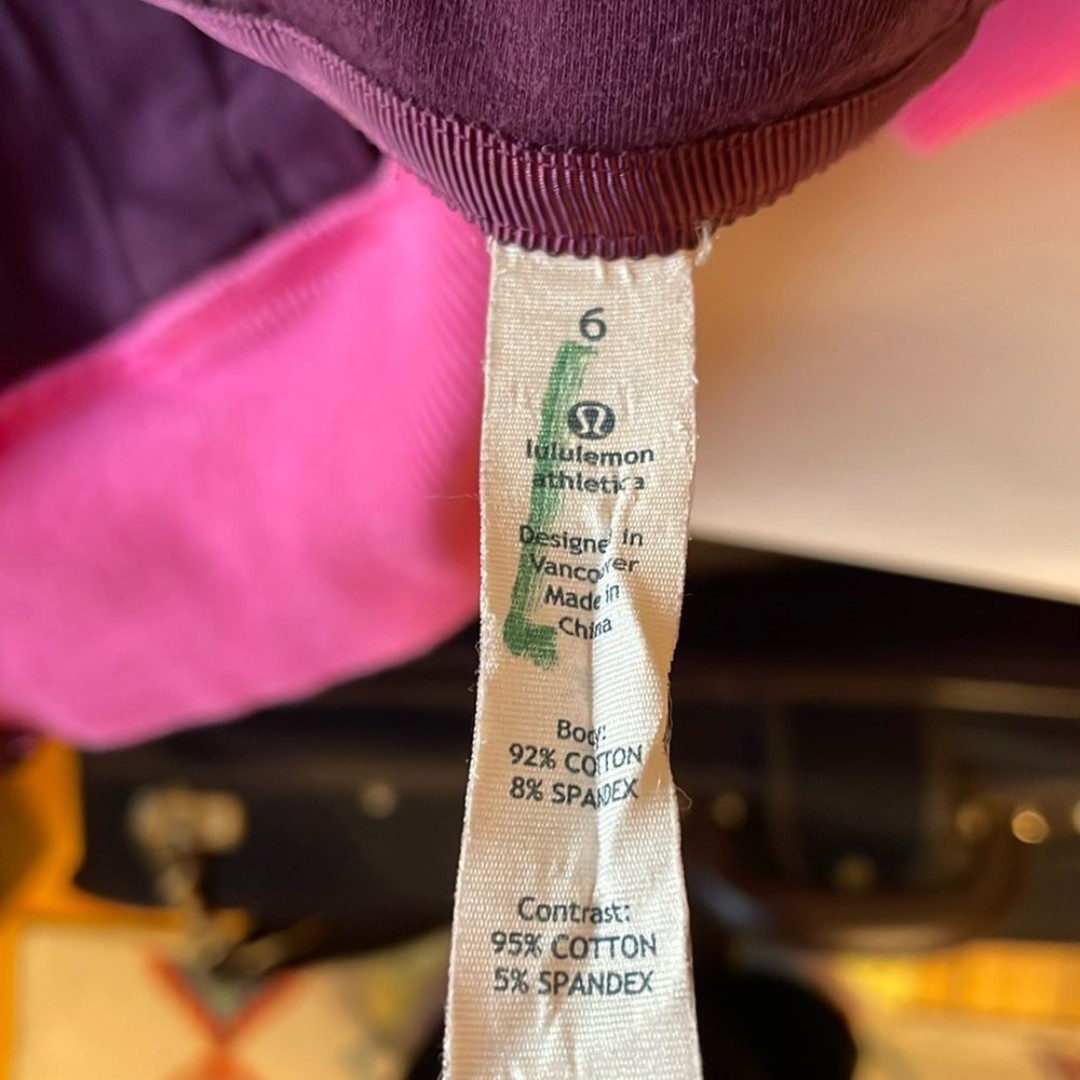 6
lululemon
athletica
Designed in
Vancouver
Made in
China
Body:
92% COTTON
8% SPANDEX
Contrast:
95% COTTON
5% SPANDEX